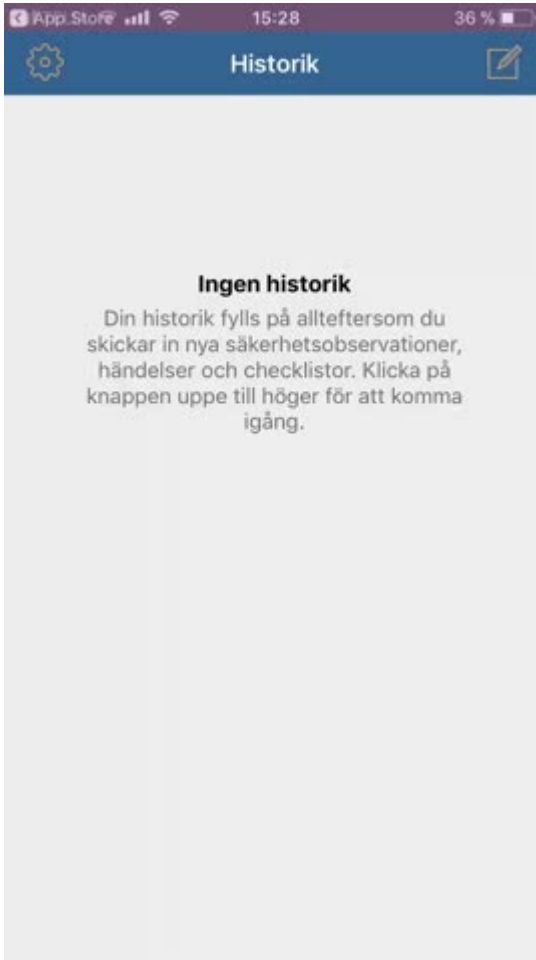 App Store 15:28 36 %
Historik
Ingen historik
Din historik fylls på allteftersom du
skickar in nya säkerhetsobservationer,
händelser och checklistor. Klicka på
knappen uppe till höger för att komma
igång.